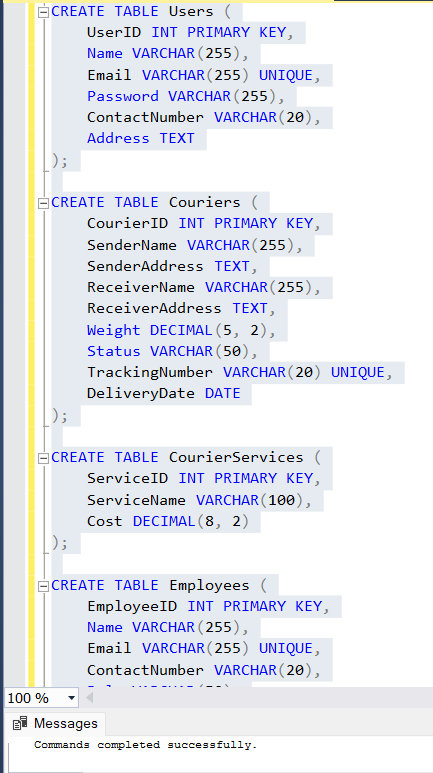 CREATE TABLE Users (
UserID INT PRIMARY KEY,
Name VARCHAR(255),
Email VARCHAR(255) UNIQUE,
Password VARCHAR(255),
ContactNumber VARCHAR(20),
Address TEXT
);
CREATE TABLE Couriers (
CourierID INT PRIMARY KEY,
SenderName VARCHAR(255),
SenderAddress TEXT,
ReceiverName VARCHAR(255),
ReceiverAddress TEXT,
Weight DECIMAL(5, 2),
Status VARCHAR(50),
TrackingNumber VARCHAR(20) UNIQUE,
DeliveryDate DATE
);
CREATE TABLE CourierServices (
ServiceID INT PRIMARY KEY,
ServiceName VARCHAR(100),
Cost DECIMAL(8, 2)
);
CREATE TABLE Employees (
EmployeeID INT PRIMARY KEY,
Name VARCHAR(255),
Email VARCHAR(255) UNIQUE,
ContactNumber VARCHAR(20),
100 %
Messages
Commands completed successfully.